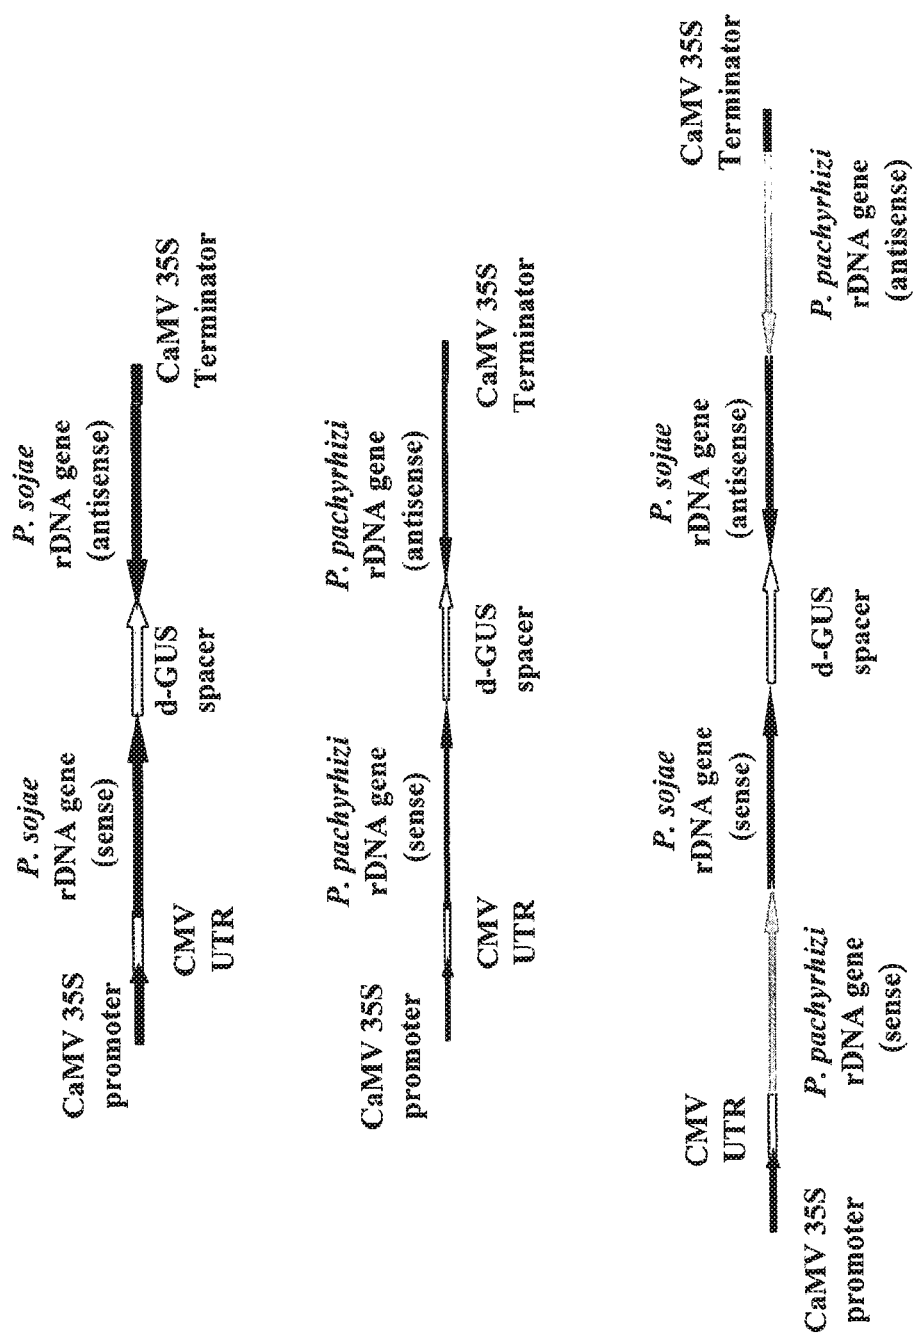 P. sojae
rDNA gene
(sense)
P. sojae
rDNA gene
(antisense)
CaMV 35S
promoter
CMV
UTR
d-GUS
spacer
CaMV 35S
Terminator
P. pachyrhizi
rDNA gene
(sense)
P. pachyrhizi
rDNA gene
(antisense)
CaMV 35S
promoter
CMV
UTR
d-GUS
spacer
CaMV 35S
Terminator
CMV
UTR
P. sojae
rDNA gene
(sense)
P. sojae
rDNA gene
(antisense)
CaMV 35S
Terminator
CaMV 35S
promoter
P. pachyrhizi
rDNA gene
(sense)
d-GUS
spacer
P. pachyrhizi
rDNA gene
(antisense)